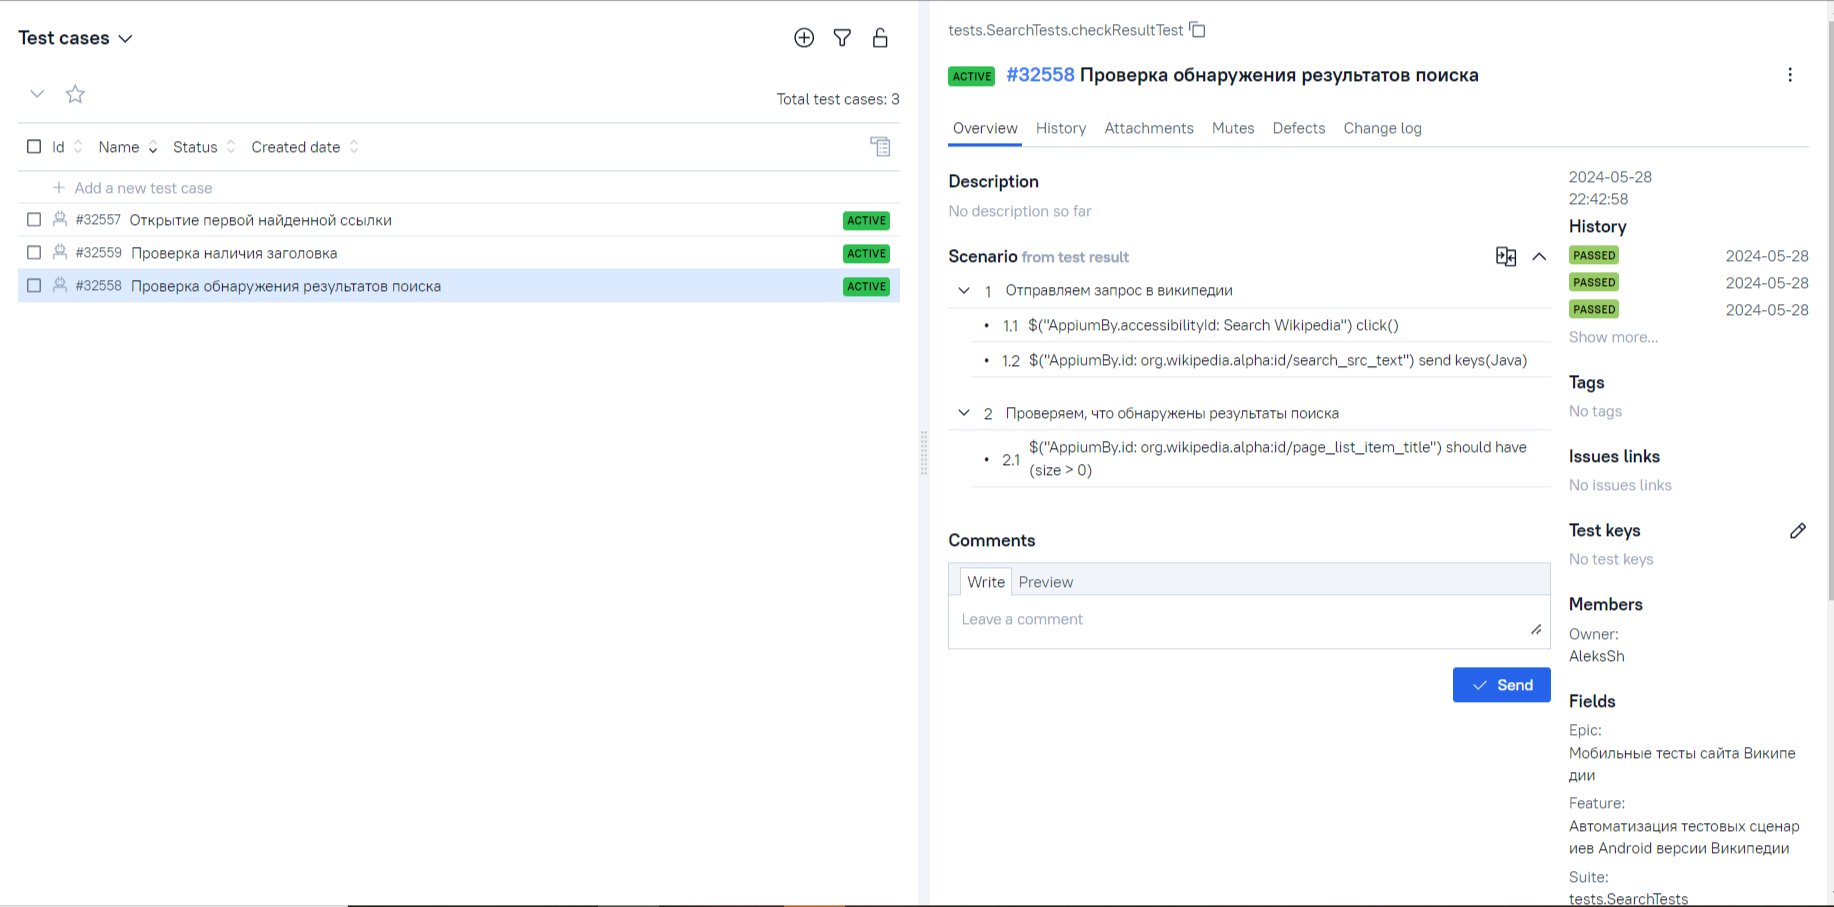 Test cases
Total test cases: 3
Id Name Status Created date
Add a new test case
#32557 Открытие первой найденной ссылки ACTIVE
#32559 Проверка наличия заголовка ACTIVE
#32558 Проверка обнаружения результатов поиска ACTIVE
tests.SearchTests.checkResultTest
ACTIVE #32558 Проверка обнаружения результатов поиска
Overview History Attachments Mutes Defects Change log
Description
No description so far
Scenario from test result
1 Отправляем запрос в википедии
• 1.1 $("AppiumBy.accessibilityId: Search Wikipedia") click()
• 1.2 $("AppiumBy.id: org.wikipedia.alpha:id/search_src_text") send keys(Java)
2 Проверяем, что обнаружены результаты поиска
• 2.1 $("AppiumBy.id: org.wikipedia.alpha:id/page_list_item_title") should have
(size > 0)
Comments
Write Preview
Leave a comment
Send
2024-05-28
22:42:58
History
PASSED 2024-05-28
PASSED 2024-05-28
PASSED 2024-05-28
Show more...
Tags
No tags
Issues links
No issues links
Test keys
No test keys
Members
Owner:
AleksSh
Fields
Epic:
Мобильные тесты сайта Википе
дии
Feature:
Автоматизация тестовых сценар
иев Android версии Википедии
Suite:
tests.SearchTests